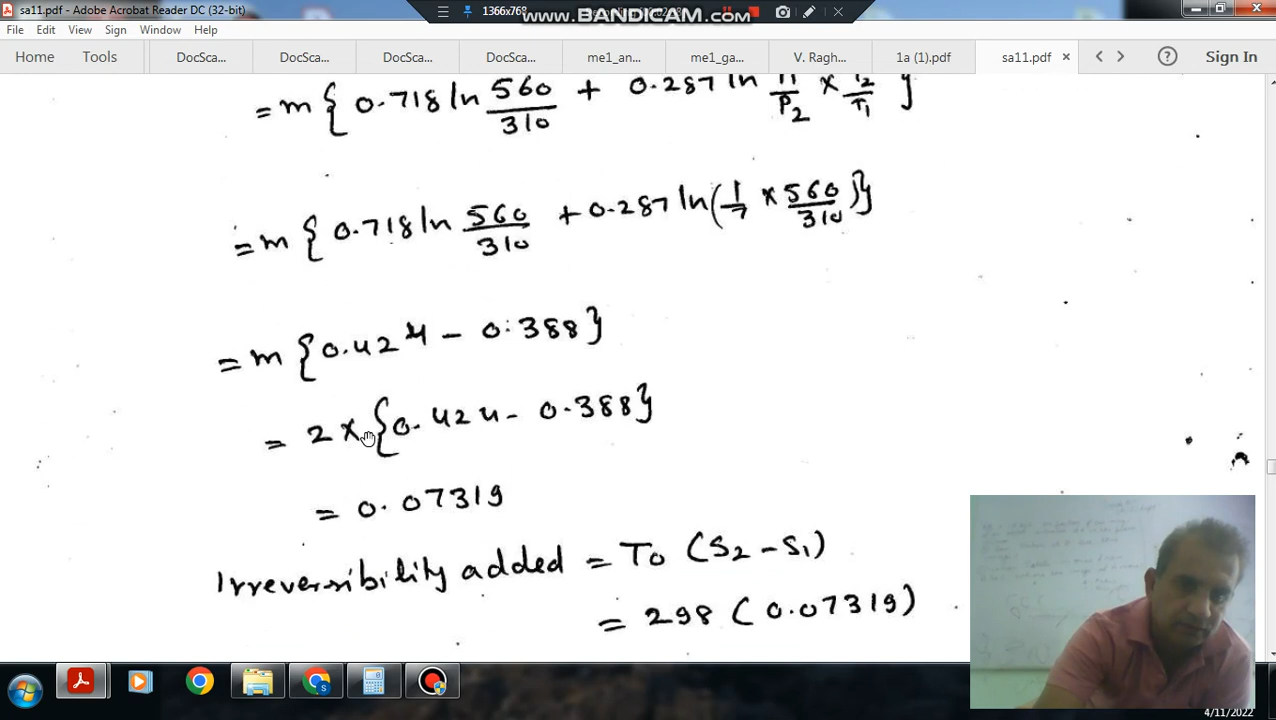 sa11.pdf - Adobe Acrobat Reader DC (32-bit)
1366x768
www.BANDICAM.com
File Edit View Sign Window Help
Home Tools DocSca... DocSca... DocSca... DocSca... me1_an... me1_ga... V. Ragh... 1a (1).pdf sa11.pdf × Sign In
= m { 0.718 ln 560/310 + 0.287 ln P1/P2 × T2/T1 }
= m { 0.718 ln 560/310 + 0.287 ln (1/7 × 560/310) }
= m { 0.424 - 0.388 }
= 2 × { 0.424 - 0.388 }
= 0.07319
Irreversibility added = To (S2 - S1)
= 298 ( 0.07319 )
4/11/2022